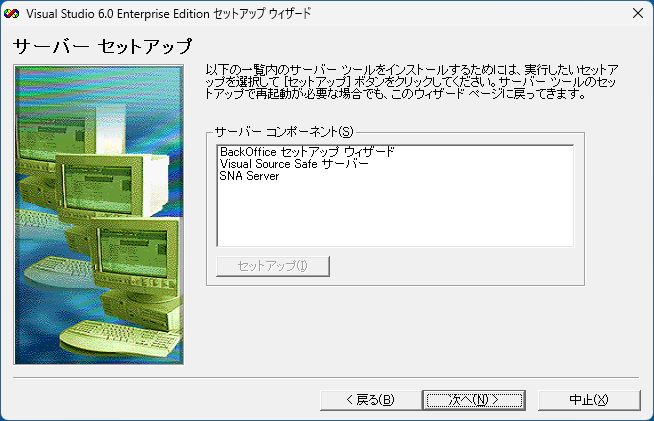 Visual Studio 6.0 Enterprise Edition セットアップ ウィザード
サーバー セットアップ
以下の一覧内のサーバー ツールをインストールするためには、実行したいセットア
ップを選択して [セットアップ] ボタンをクリックしてください。サーバー ツールのセッ
トアップで再起動が必要な場合でも、このウィザード ページに戻ってきます。
サーバー コンポーネント(S)
BackOffice セットアップ ウィザード
Visual Source Safe サーバー
SNA Server
セットアップ(I)
< 戻る(B)
次へ(N) >
中止(X)